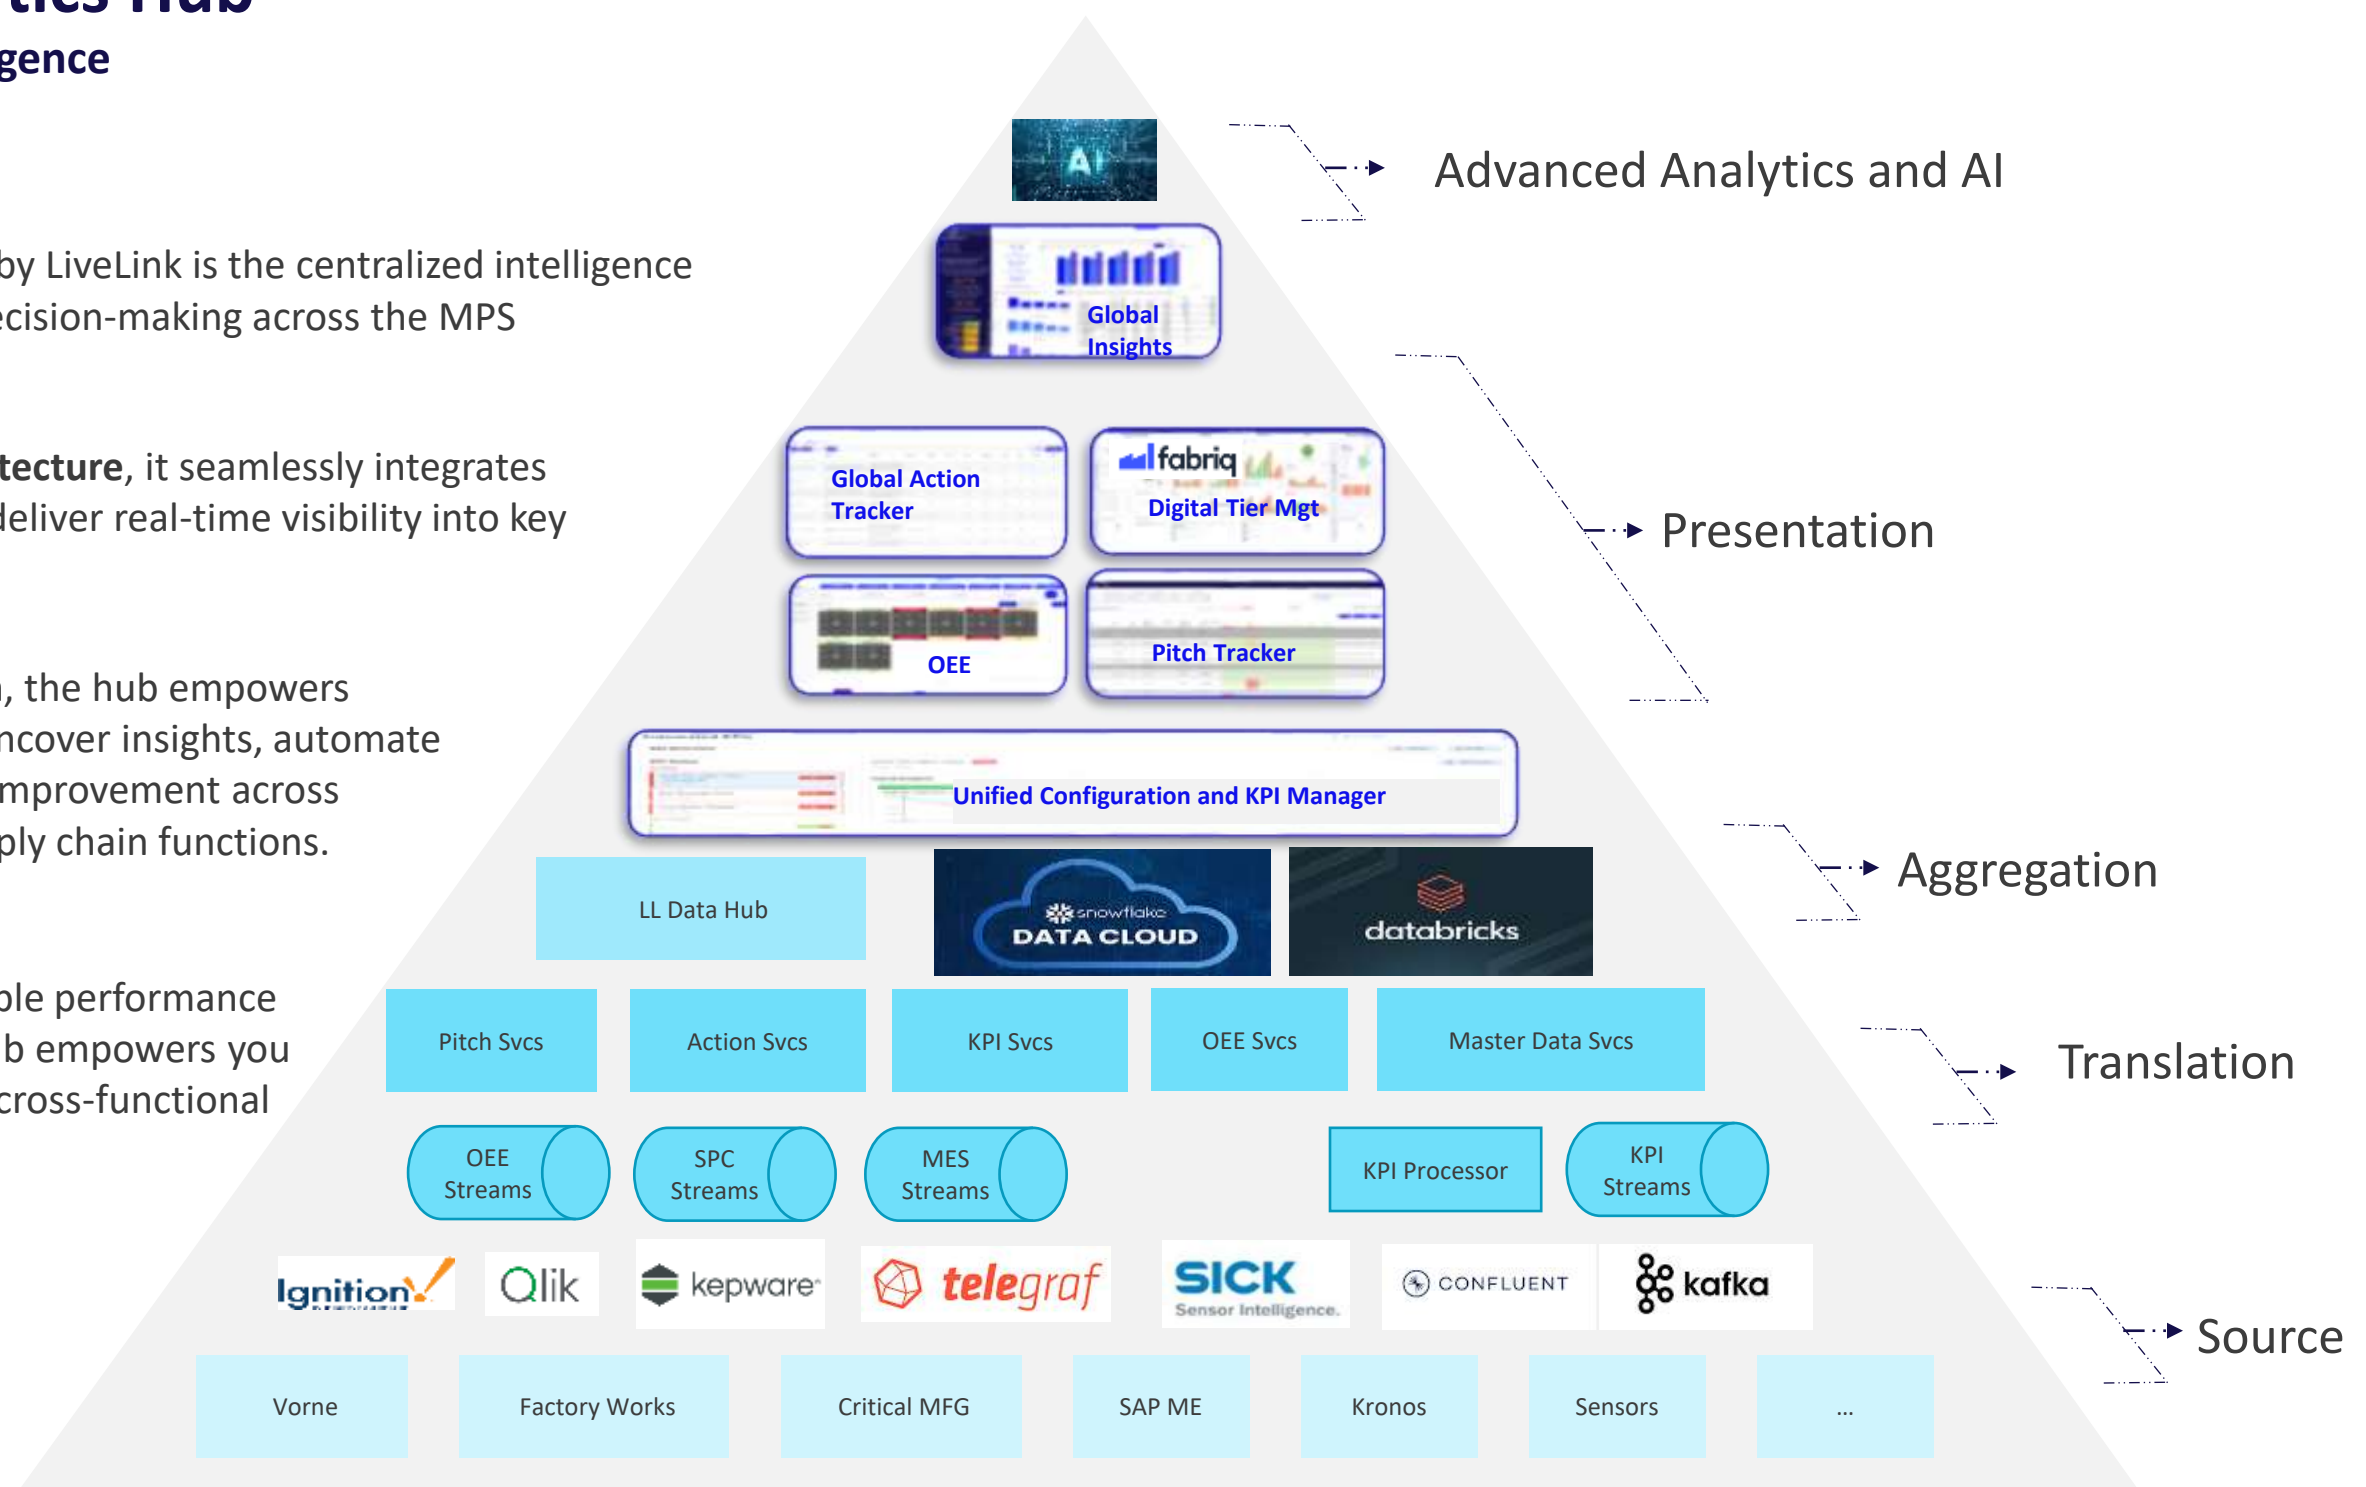 tics Hub
gence
by LiveLink is the centralized intelligence
ecision-making across the MPS
tecture, it seamlessly integrates
deliver real-time visibility into key
, the hub empowers
ncover insights, automate
mprovement across
ply chain functions.
ble performance
b empowers you
cross-functional
AI
Advanced Analytics and AI
Global
Insights
Global Action
Tracker
fabriq
Digital Tier Mgt
OEE
Pitch Tracker
Presentation
Unified Configuration and KPI Manager
LL Data Hub
snowflake
DATA CLOUD
databricks
Aggregation
Pitch Svcs
Action Svcs
KPI Svcs
OEE Svcs
Master Data Svcs
Translation
OEE
Streams
SPC
Streams
MES
Streams
KPI Processor
KPI
Streams
Ignition
Qlik
kepware
telegraf
SICK
Sensor Intelligence.
CONFLUENT
kafka
Source
Vorne
Factory Works
Critical MFG
SAP ME
Kronos
Sensors
...